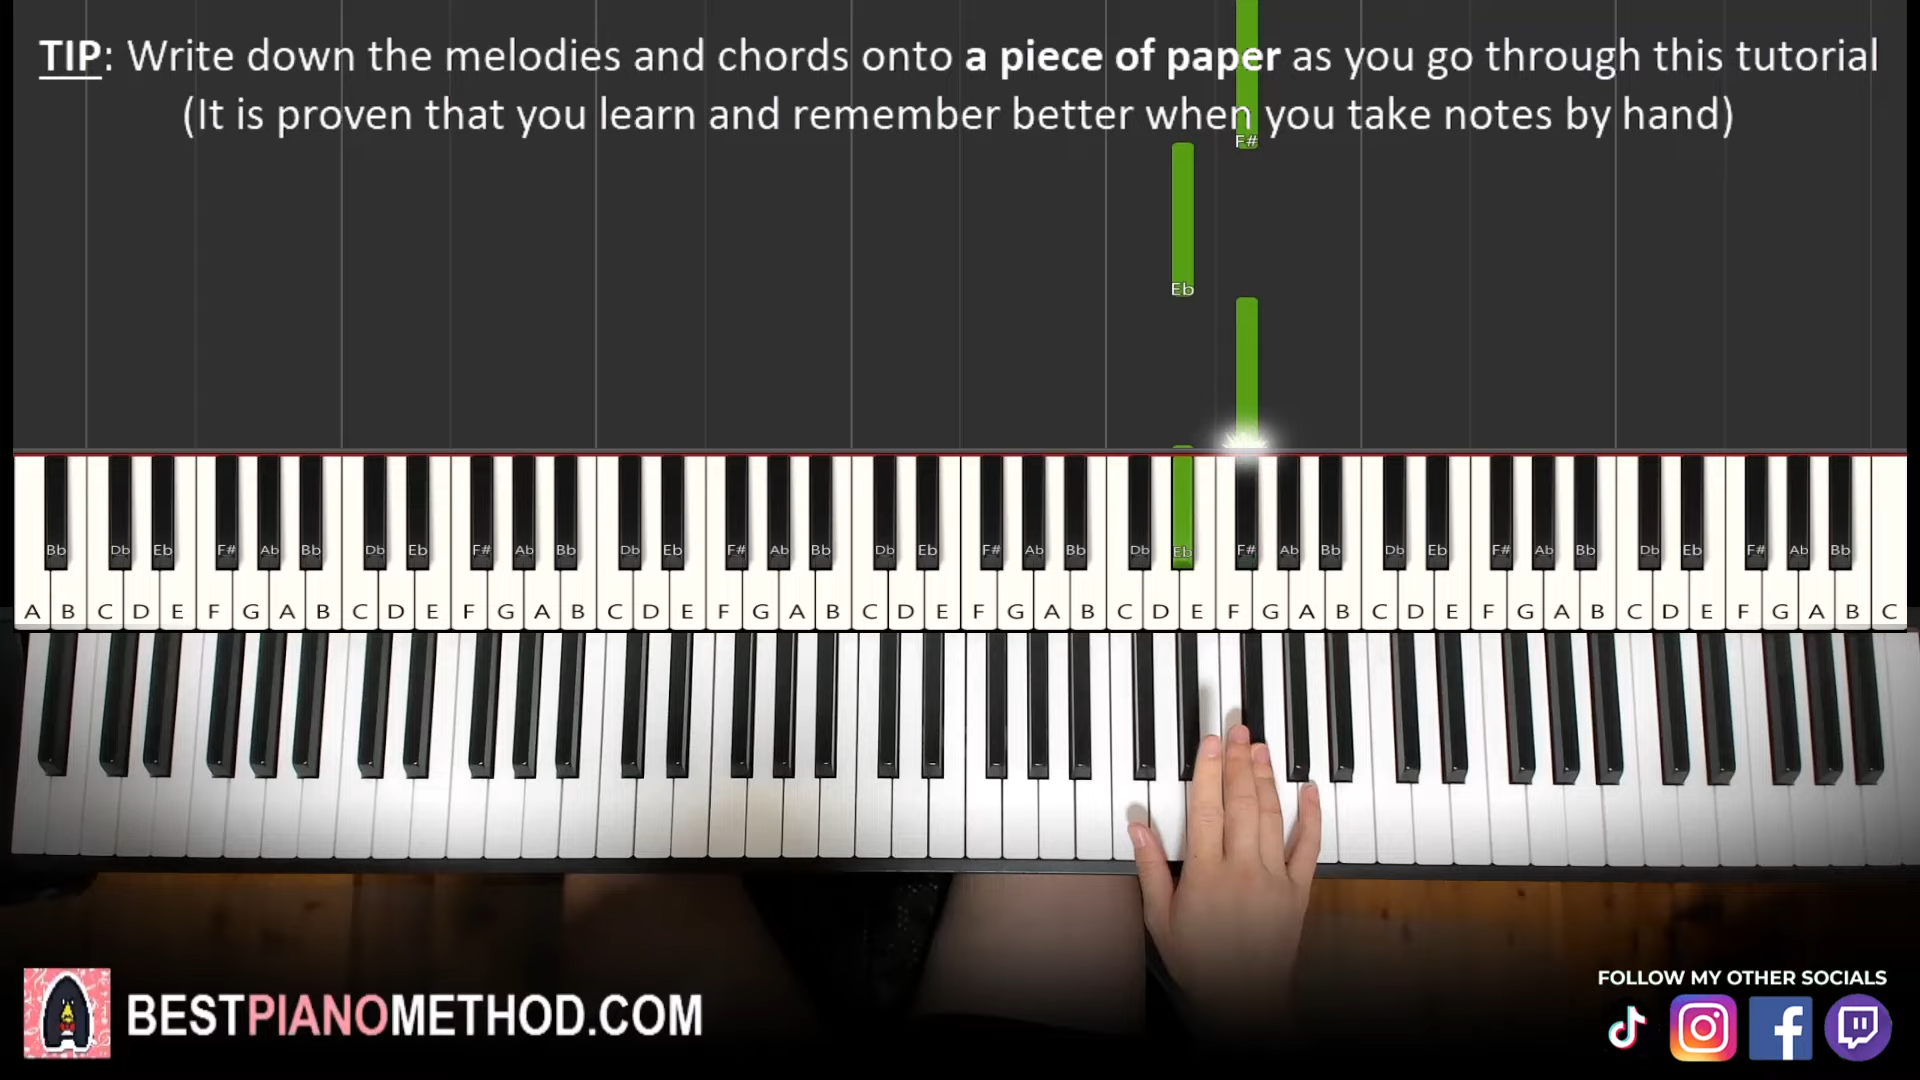 TIP: Write down the melodies and chords onto a piece of paper as you go through this tutorial
(It is proven that you learn and remember better when you take notes by hand)
F#
Eb
Bb Db Eb F# Ab Bb Db Eb F# Ab Bb Db Eb F# Ab Bb Db Eb F# Ab Bb Db Eb F# Ab Bb Db Eb F# Ab Bb Db Eb F# Ab Bb
A B C D E F G A B C D E F G A B C D E F G A B C D E F G A B C D E F G A B C D E F G A B C D E F G A B C
FOLLOW MY OTHER SOCIALS
BESTPIANOMETHOD.COM